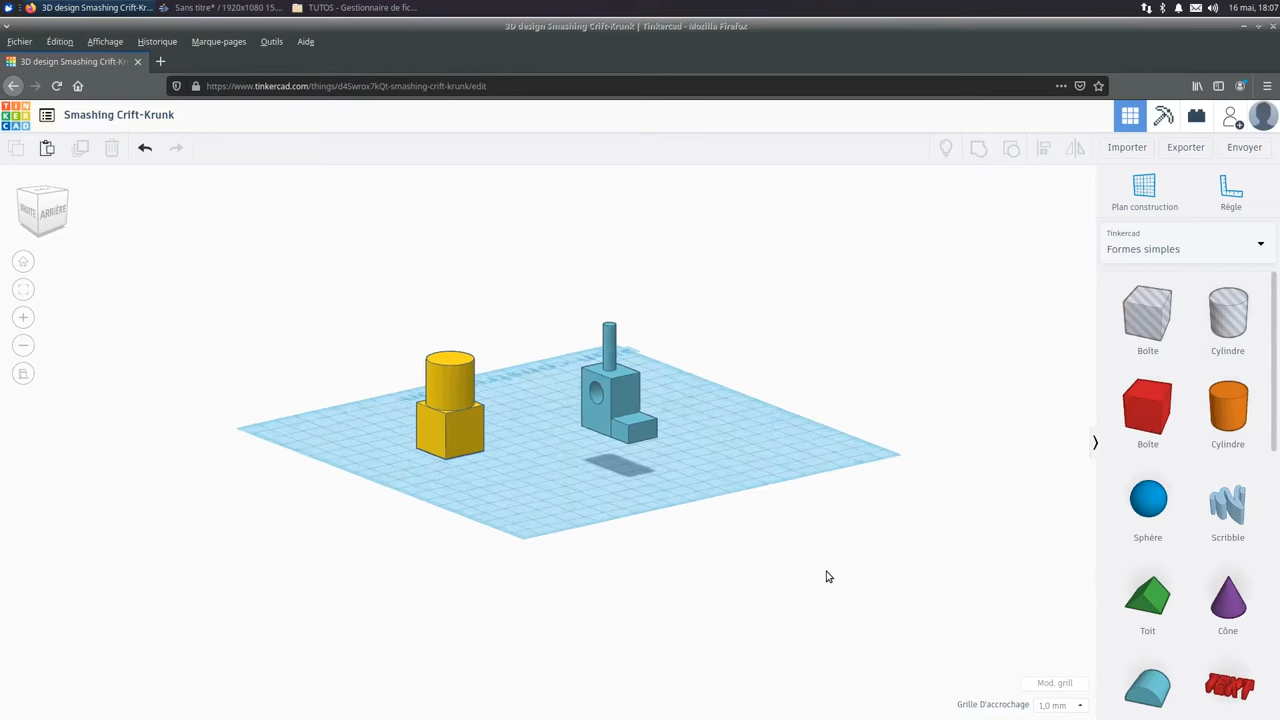 3D design Smashing Crift-Kr...
Sans titre* / 1920x1080 15...
TUTOS - Gestionnaire de fic...
16 mai, 18:07
3D design Smashing Crift-Krunk | Tinkercad - Mozilla Firefox
Fichier Édition Affichage Historique Marque-pages Outils Aide
3D design Smashing Crift-Kr
https://www.tinkercad.com/things/d4Swrox7kQt-smashing-crift-krunk/edit
TIN
KER
CAD
Smashing Crift-Krunk
Importer Exporter Envoyer
DROITE ARRIÈRE
Plan construction Règle
Tinkercad
Formes simples
Boîte Cylindre
Boîte Cylindre
Sphère Scribble
Toit Cône
TEXT
Mod. grill
Grille D'accrochage 1,0 mm